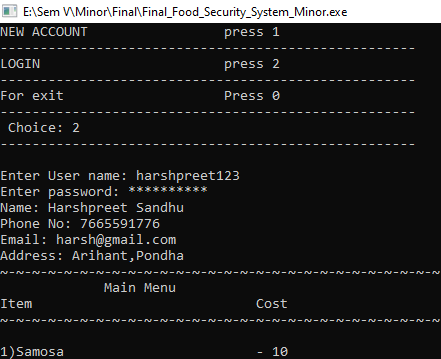 E:\Sem V\Minor\Final\Final_Food_Security_System_Minor.exe
NEW ACCOUNT press 1
----------------------------------------------------
LOGIN press 2
----------------------------------------------------
For exit Press 0
----------------------------------------------------
Choice: 2
----------------------------------------------------
Enter User name: harshpreet123
Enter password: **********
Name: Harshpreet Sandhu
Phone No: 7665591776
Email: harsh@gmail.com
Address: Arihant,Pondha
~-~-~-~-~-~-~-~-~-~-~-~-~-~-~-~-~-~-~-~-~-~-~-~-~-~-~-~
Main Menu
Item Cost
~-~-~-~-~-~-~-~-~-~-~-~-~-~-~-~-~-~-~-~-~-~-~-~-~-~-~-~
1)Samosa - 10